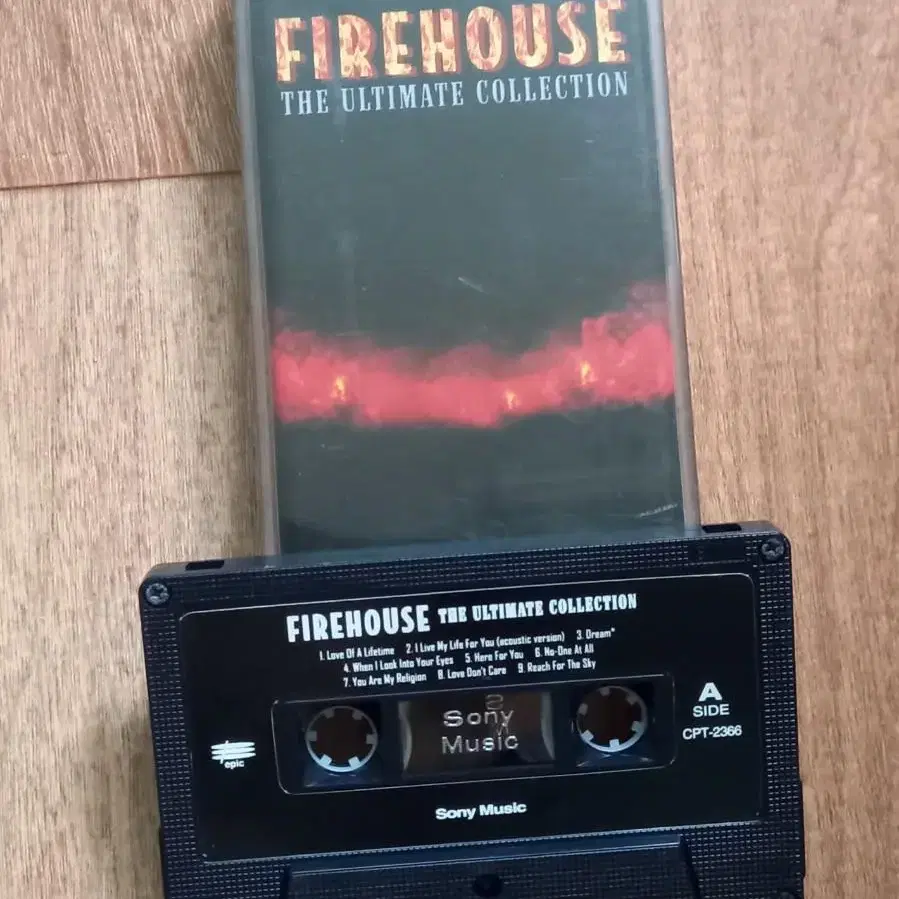 FIREHOUSE
THE ULTIMATE COLLECTION
FIREHOUSE THE ULTIMATE COLLECTION
1. Love Of A Lifetime 2. I Live My Life For You (acoustic version) 3. Dream*
4. When I Look Into Your Eyes 5. Here For You 6. No-One At All
7. You Are My Religion 8. Love Don't Care 9. Reach For The Sky
A
SIDE
CPT-2366
epic
Sony
Music
Sony Music